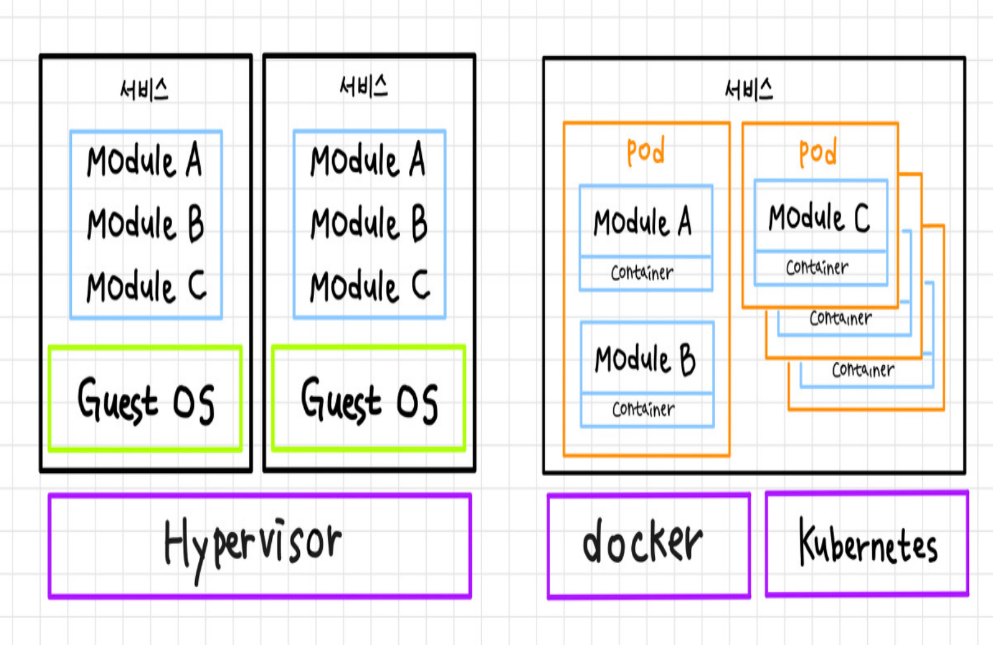 서비스
Module A
Module B
Module C
Guest OS
서비스
Module A
Module B
Module C
Guest OS
Hypervisor
서비스
pod
Module A
Container
Module B
Container
pod
Module C
Container
Container
Container
docker
Kubernetes